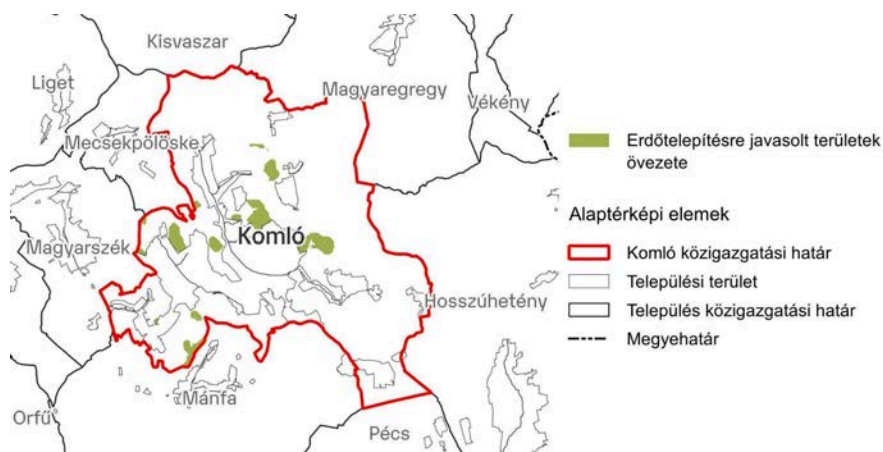 Kisvaszar
Liget
Magyaregregy
Vékény
Mecsekpölöske
Magyarszék
Komló
Hosszúhetény
Mánfa
Orfű
Pécs
Erdőtelepítésre javasolt területek
övezete
Alaptérképi elemek
Komló közigazgatási határ
Települési terület
Település közigazgatási határ
Megyehatár